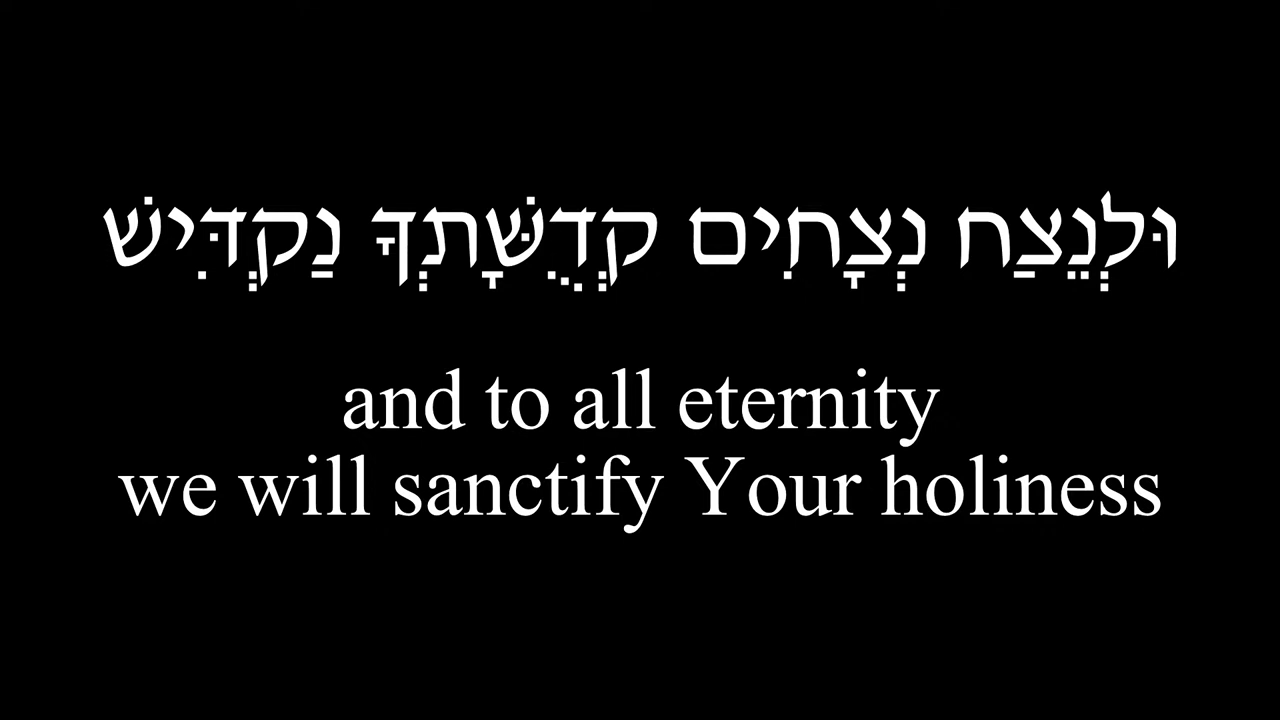 וּלְנֵצַח נְצָחִים קְדֻשָּׁתְךָ נַקְדִּישׁ
and to all eternity
we will sanctify Your holiness